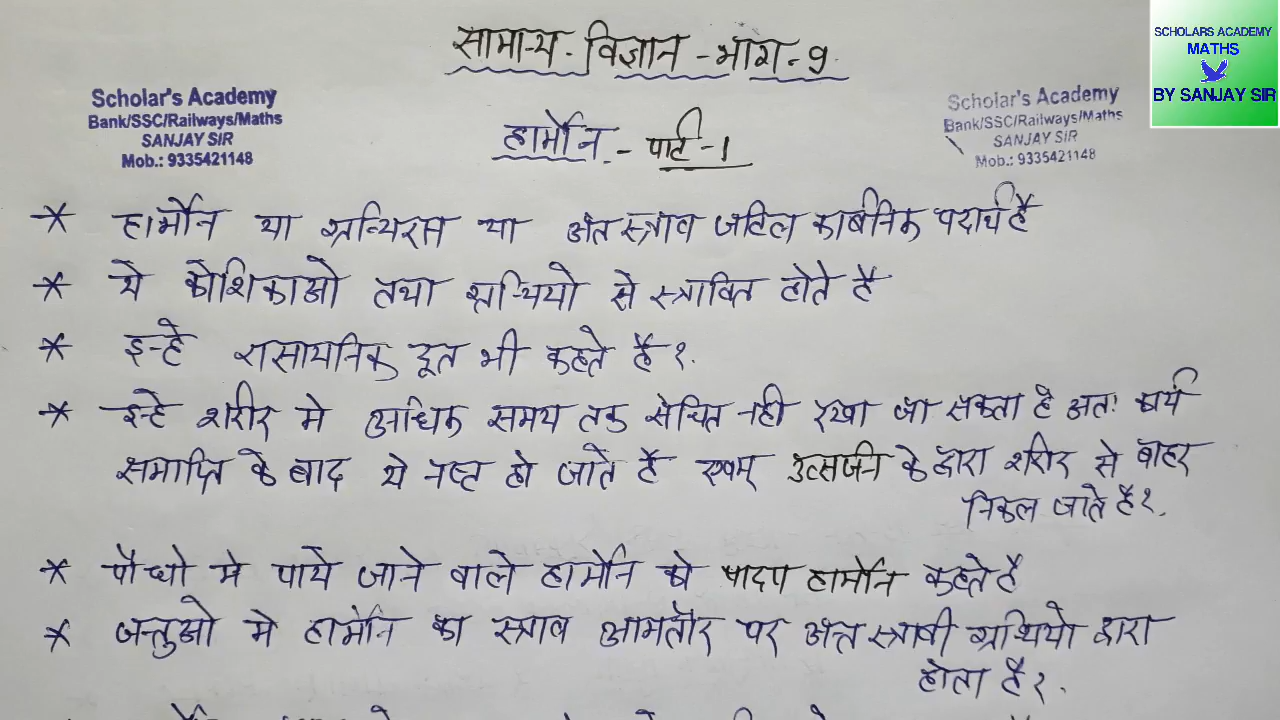 सामान्य - विज्ञान - भाग - 9
SCHOLARS ACADEMY
MATHS
BY SANJAY SIR
Scholar's Academy
Bank/SSC/Railways/Maths
SANJAY SIR
Mob.: 9335421148
Scholar's Academy
Bank/SSC/Railways/Maths
SANJAY SIR
Mob.: 9335421148
हार्मोन - पार्ट - 1
* हार्मोन या ग्रन्थिरस या अंत स्त्राव जटिल कार्बनिक पदार्थ है
* ये कोशिकाओ तथा ग्रन्थियो से स्त्रावित होते है
* इन्हे रासायनिक दूत भी कहते है।
* इन्हे शरीर मे अधिक समय तक संचित नही रखा जा सकता है अतः कार्य
समाप्ति के बाद ये नष्ट हो जाते है एवम् उत्सर्जन के द्वारा शरीर से बाहर
निकल जाते है।
* पौधो मे पाये जाने वाले हार्मोन को पादप हार्मोन कहते है
* जन्तुओ मे हार्मोन का स्त्राव आमतौर पर अंत स्त्रावी ग्रन्थियो द्वारा
होता है।